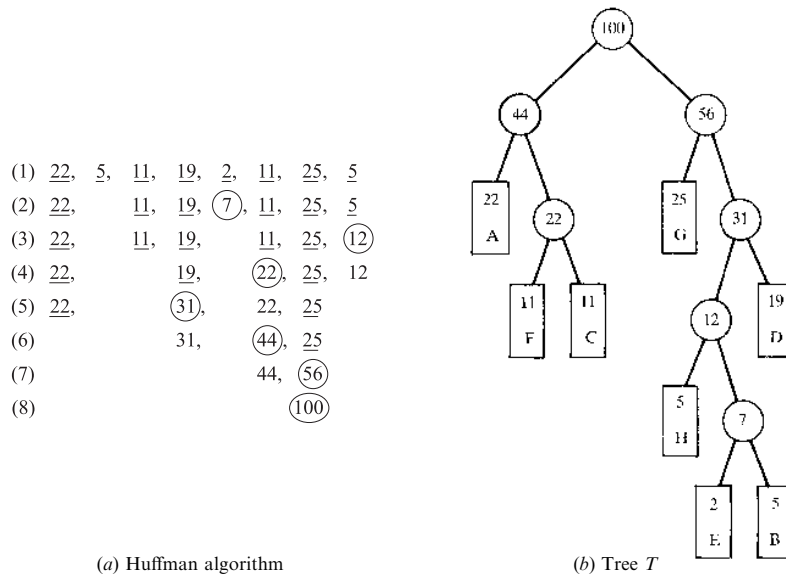 (1) 22, 5, 11, 19, 2, 11, 25, 5
(2) 22, 11, 19, 7, 11, 25, 5
(3) 22, 11, 19, 11, 25, 12
(4) 22, 19, 22, 25, 12
(5) 22, 31, 22, 25
(6) 31, 44, 25
(7) 44, 56
(8) 100
(a) Huffman algorithm
100
44 56
22 25
A 22 G 31
11 11 19
F C 12 D
5
H 7
2 5
E B
(b) Tree T